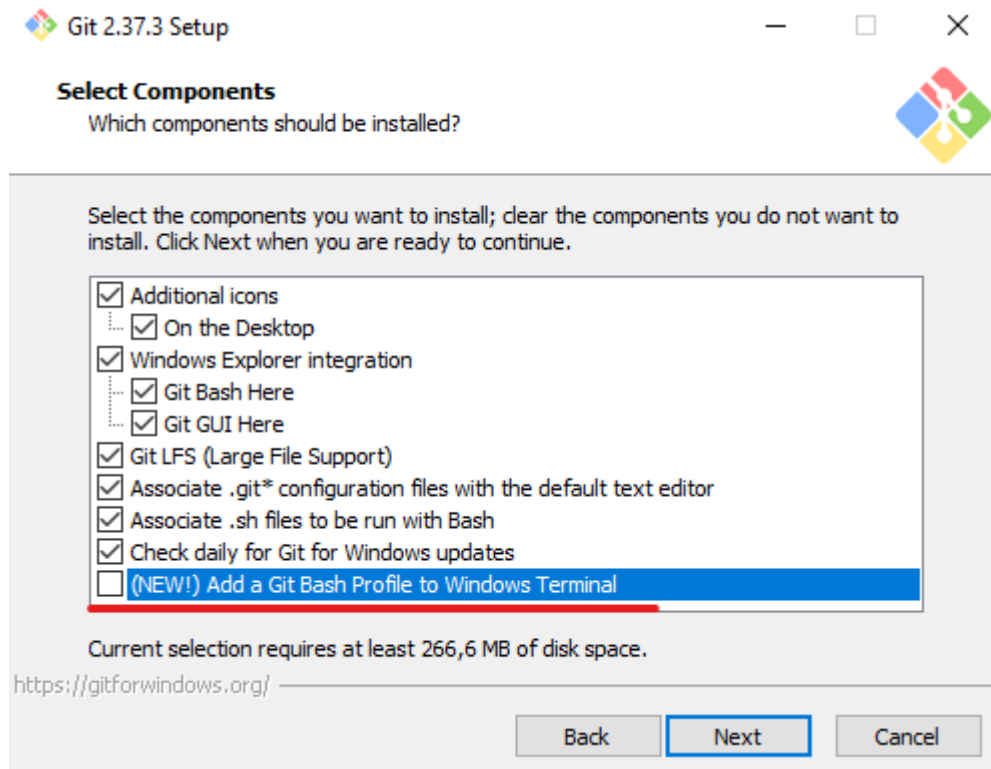 Git 2.37.3 Setup
Select Components
Which components should be installed?
Select the components you want to install; clear the components you do not want to
install. Click Next when you are ready to continue.
Additional icons
On the Desktop
Windows Explorer integration
Git Bash Here
Git GUI Here
Git LFS (Large File Support)
Associate .git* configuration files with the default text editor
Associate .sh files to be run with Bash
Check daily for Git for Windows updates
(NEW!) Add a Git Bash Profile to Windows Terminal
Current selection requires at least 266,6 MB of disk space.
https://gitforwindows.org/
Back Next Cancel